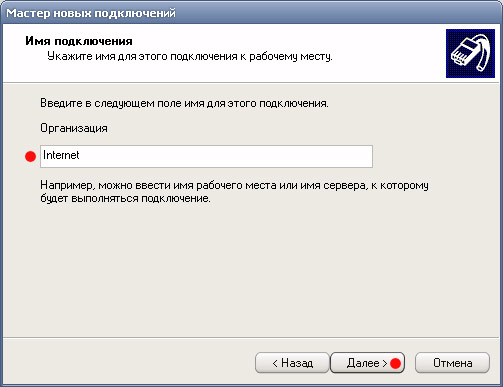 Мастер новых подключений
Имя подключения
Укажите имя для этого подключения к рабочему месту.
Введите в следующем поле имя для этого подключения.
Организация
Internet
Например, можно ввести имя рабочего места или имя сервера, к которому
будет выполняться подключение.
< Назад
Далее >
Отмена